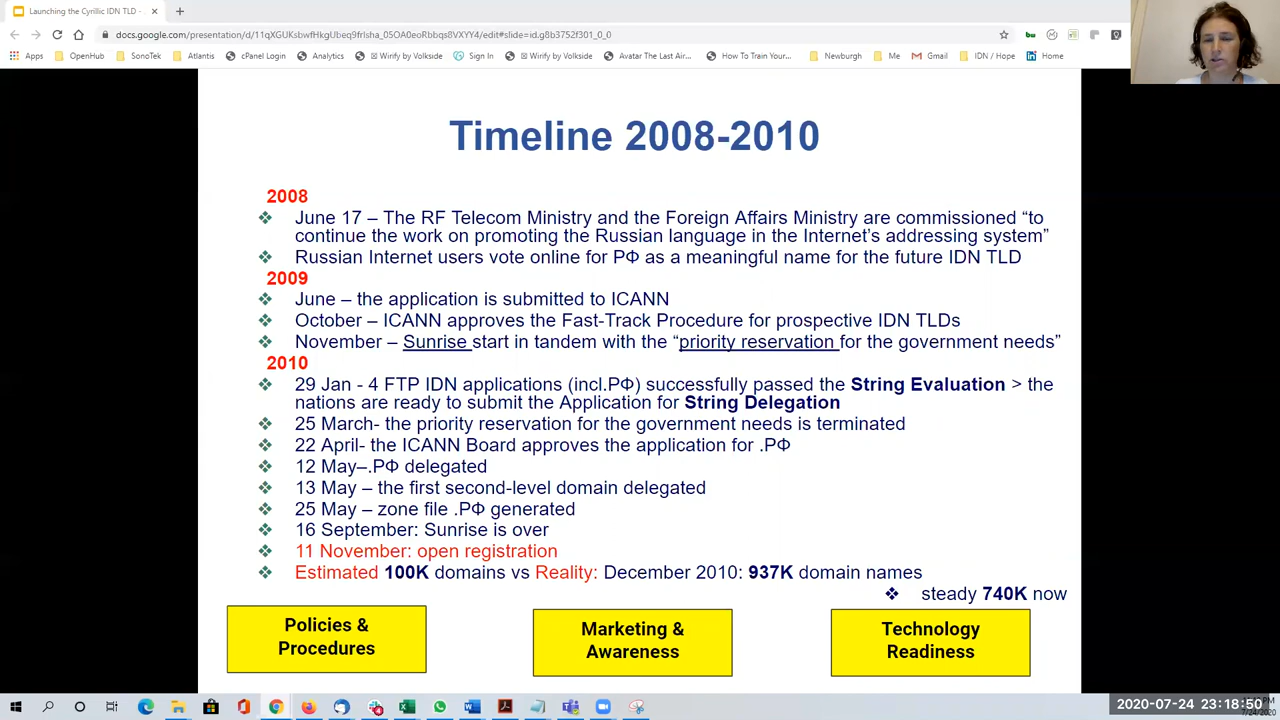 Launching the Cyrillic IDN TLD -
docs.google.com/presentation/d/11qXGUKsbwfHkgUbeq9frlsha_05OA0eoRbbqs8VXYY4/edit#slide=id.g8b3752f301_0_0
Apps OpenHub SonoTek Atlantis cPanel Login Analytics Wirify by Volkside Sign In Wirify by Volkside Avatar The Last Air... How To Train Your... Newburgh Me Gmail IDN / Hope Home
Timeline 2008-2010
2008
❖ June 17 – The RF Telecom Ministry and the Foreign Affairs Ministry are commissioned “to
continue the work on promoting the Russian language in the Internet’s addressing system”
❖ Russian Internet users vote online for РФ as a meaningful name for the future IDN TLD
2009
❖ June – the application is submitted to ICANN
❖ October – ICANN approves the Fast-Track Procedure for prospective IDN TLDs
❖ November – Sunrise start in tandem with the “priority reservation for the government needs”
2010
❖ 29 Jan - 4 FTP IDN applications (incl.РФ) successfully passed the String Evaluation > the
nations are ready to submit the Application for String Delegation
❖ 25 March- the priority reservation for the government needs is terminated
❖ 22 April- the ICANN Board approves the application for .РФ
❖ 12 May–.РФ delegated
❖ 13 May – the first second-level domain delegated
❖ 25 May – zone file .РФ generated
❖ 16 September: Sunrise is over
❖ 11 November: open registration
❖ Estimated 100K domains vs Reality: December 2010: 937K domain names
❖ steady 740K now
Policies &
Procedures
Marketing &
Awareness
Technology
Readiness
2020-07-24 23:18:50
7/24/2020